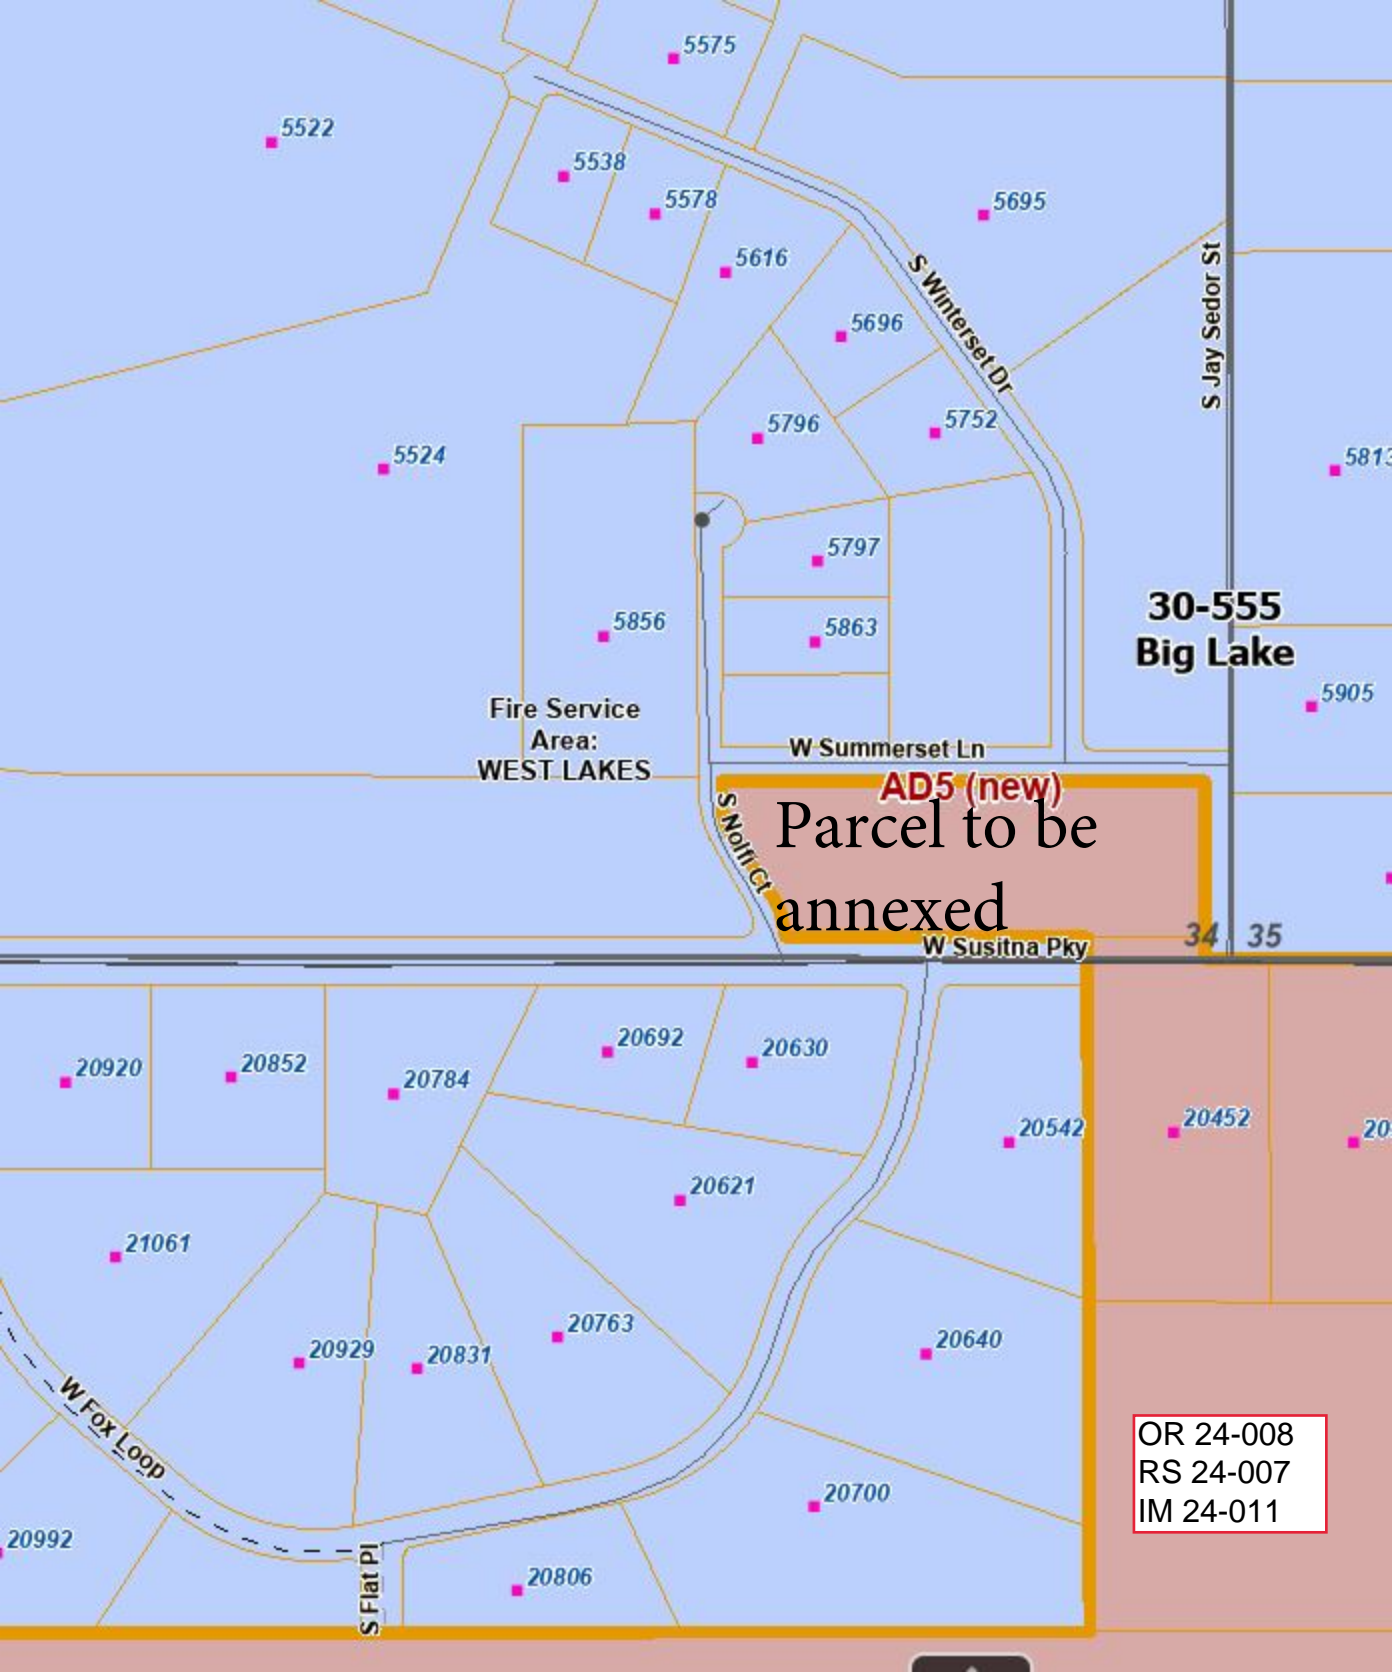 5575
5522
5538
5578
5695
5616
S Winterset Dr
S Jay Sedor St
5696
5796
5752
5524
5813
5797
5863
5856
30-555
Big Lake
5905
Fire Service
Area:
WEST LAKES
W Summerset Ln
AD5 (new)
S Nolfi Ct
Parcel to be
annexed
34 35
W Susitna Pky
20920
20852
20784
20692
20630
20542
20452
20621
21061
20763
20929
20831
20640
W Fox Loop
OR 24-008
RS 24-007
IM 24-011
20700
20992
20806
S Flat Pl